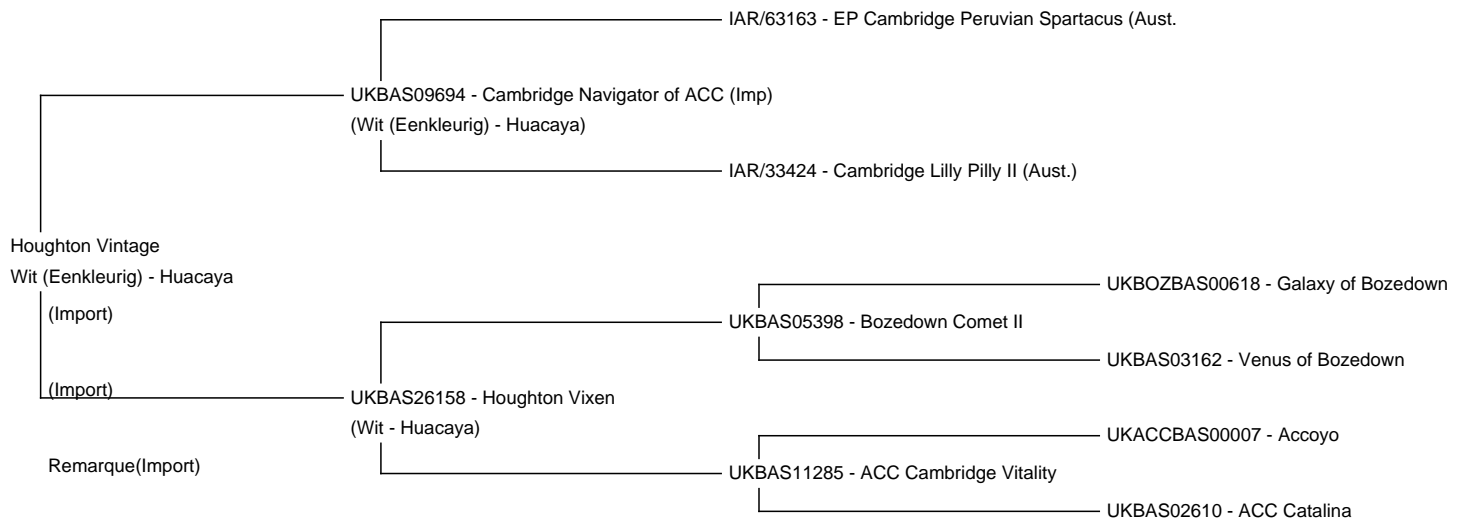 IAR/63163 - EP Cambridge Peruvian Spartacus (Aust.
UKBAS09694 - Cambridge Navigator of ACC (Imp)
(Wit (Eenkleurig) - Huacaya)
IAR/33424 - Cambridge Lilly Pilly II (Aust.)
Houghton Vintage
Wit (Eenkleurig) - Huacaya
UKBOZBAS00618 - Galaxy of Bozedown
(Import)
UKBAS05398 - Bozedown Comet II
UKBAS03162 - Venus of Bozedown
(Import)
UKBAS26158 - Houghton Vixen
(Wit - Huacaya)
UKACCBAS00007 - Accoyo
Remarque(Import)
UKBAS11285 - ACC Cambridge Vitality
UKBAS02610 - ACC Catalina